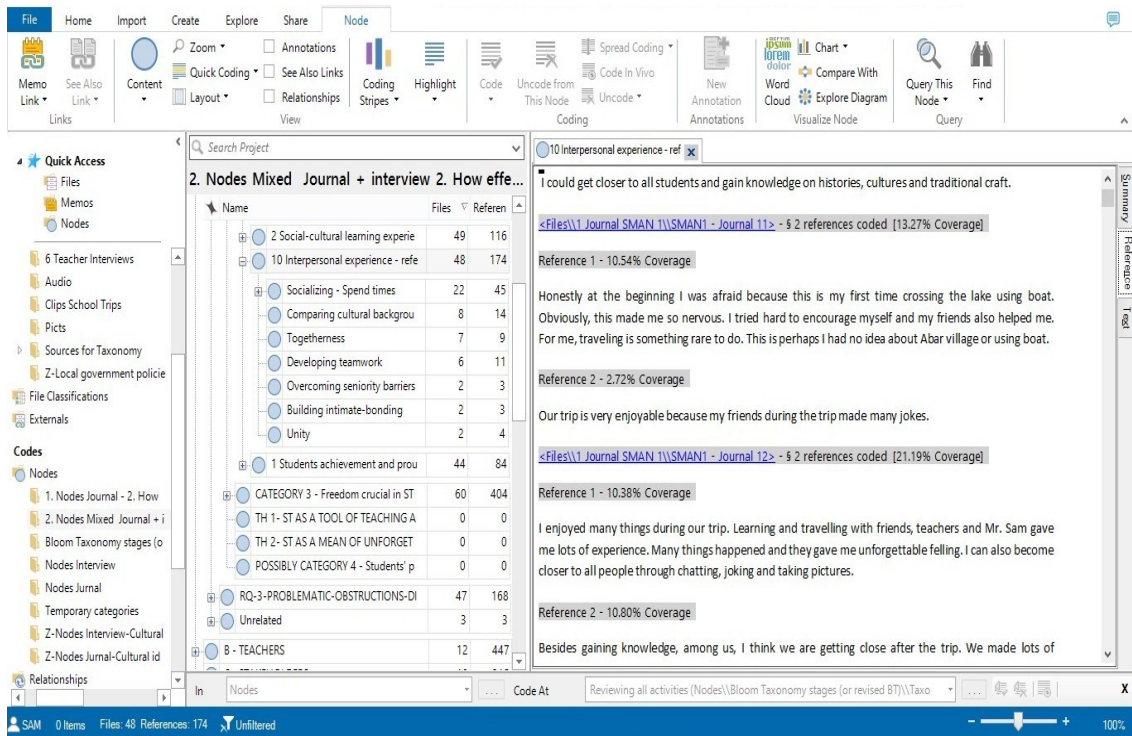 File Home Import Create Explore Share Node
Memo Link
See Also Link
Links
Content
Zoom
Quick Coding
Layout
Annotations
See Also Links
Relationships
Coding Stripes
Highlight
View
Code
Uncode from This Node
Spread Coding
Code In Vivo
Uncode
Coding
New Annotation
Annotations
ipsum
lorem
dolor
Word Cloud
Chart
Compare With
Explore Diagram
Visualize Node
Query This Node
Find
Query
Quick Access
Files
Memos
Nodes
6 Teacher Interviews
Audio
Clips School Trips
Picts
Sources for Taxonomy
Z-Local government policie
File Classifications
Externals
Codes
Nodes
1. Nodes Journal - 2. How
2. Nodes Mixed Journal + i
Bloom Taxonomy stages (o
Nodes Interview
Nodes Jurnal
Temporary categories
Z-Nodes Interview-Cultural
Z-Nodes Jurnal-Cultural id
Relationships
Search Project
2. Nodes Mixed Journal + interview 2. How effe...
Name Files Referen
2 Social-cultural learning experie 49 116
10 Interpersonal experience - refe 48 174
Socializing - Spend times 22 45
Comparing cultural backgrou 8 14
Togetherness 7 9
Developing teamwork 6 11
Overcoming seniority barriers 2 3
Building intimate-bonding 2 3
Unity 2 4
1 Students achievement and prou 44 84
CATEGORY 3 - Freedom crucial in ST 60 404
TH 1- ST AS A TOOL OF TEACHING A 0 0
TH 2- ST AS A MEAN OF UNFORGET 0 0
POSSIBLY CATEGORY 4 - Students' p 0 0
RQ-3-PROBLEMATIC-OBSTRUCTIONS-DI 47 168
Unrelated 3 3
B - TEACHERS 12 447
10 Interpersonal experience - ref x
I could get closer to all students and gain knowledge on histories, cultures and traditional craft.
<Files\\1 Journal SMAN 1\\SMAN1 - Journal 11> - § 2 references coded [13.27% Coverage]
Reference 1 - 10.54% Coverage
Honestly at the beginning I was afraid because this is my first time crossing the lake using boat.
Obviously, this made me so nervous. I tried hard to encourage myself and my friends also helped me.
For me, traveling is something rare to do. This is perhaps I had no idea about Abar village or using boat.
Reference 2 - 2.72% Coverage
Our trip is very enjoyable because my friends during the trip made many jokes.
<Files\\1 Journal SMAN 1\\SMAN1 - Journal 12> - § 2 references coded [21.19% Coverage]
Reference 1 - 10.38% Coverage
I enjoyed many things during our trip. Learning and travelling with friends, teachers and Mr. Sam gave
me lots of experience. Many things happened and they gave me unforgettable felling. I can also become
closer to all people through chatting, joking and taking pictures.
Reference 2 - 10.80% Coverage
Besides gaining knowledge, among us, I think we are getting close after the trip. We made lots of
Summary
Reference
Text
In Nodes ... Code At Reviewing all activities (Nodes\\Bloom Taxonomy stages (or revised BT)\\Taxo ... X
SAM 0 Items Files: 48 References: 174 Unfiltered - + 100%